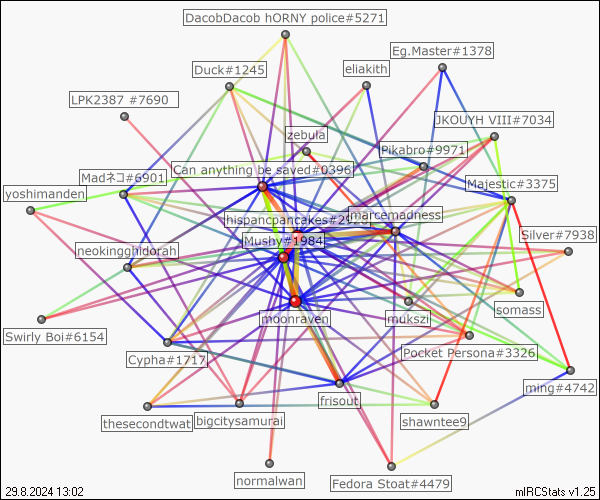 DacobDacob hORNY police#5271
Eg.Master#1378
Duck#1245
eliakith
LPK2387 #7690
JKOUYH VIII#7034
zebula
Pikabro#9971
Can anything be saved#0396
Madネコ#6901
Majestic#3375
yoshimanden
hispancpancakes#29
marcemadness
Silver#7938
Mushy#1984
neokingghidorah
somass
moonraven
mukszi
Swirly Boi#6154
Cypha#1717
Pocket Persona#3326
ming#4742
frisout
thesecondtwat
bigcitysamurai
shawntee9
normalwan
Fedora Stoat#4479
29.8.2024 13:02
mIRCStats v1.25